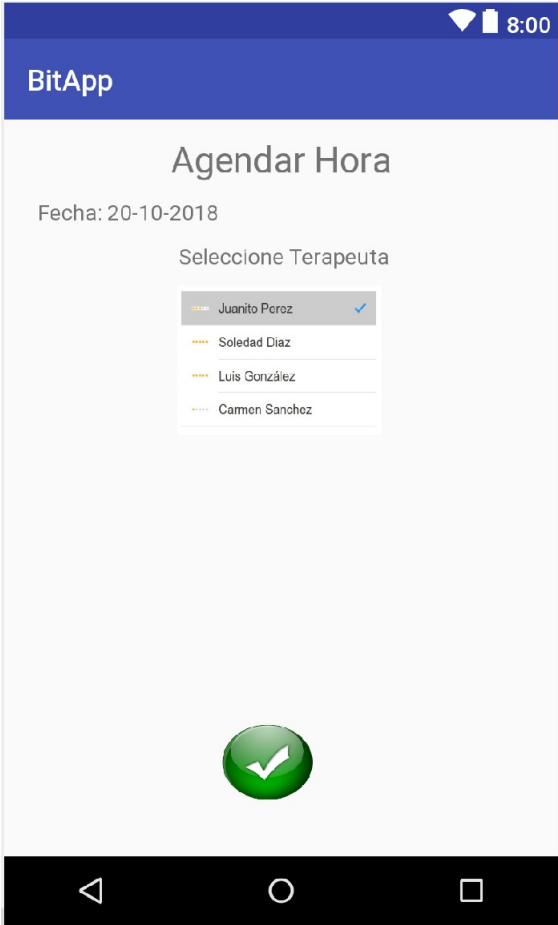 8:00
BitApp
Agendar Hora
Fecha: 20-10-2018
Seleccione Terapeuta
Juanito Perez
Soledad Diaz
Luis González
Carmen Sanchez